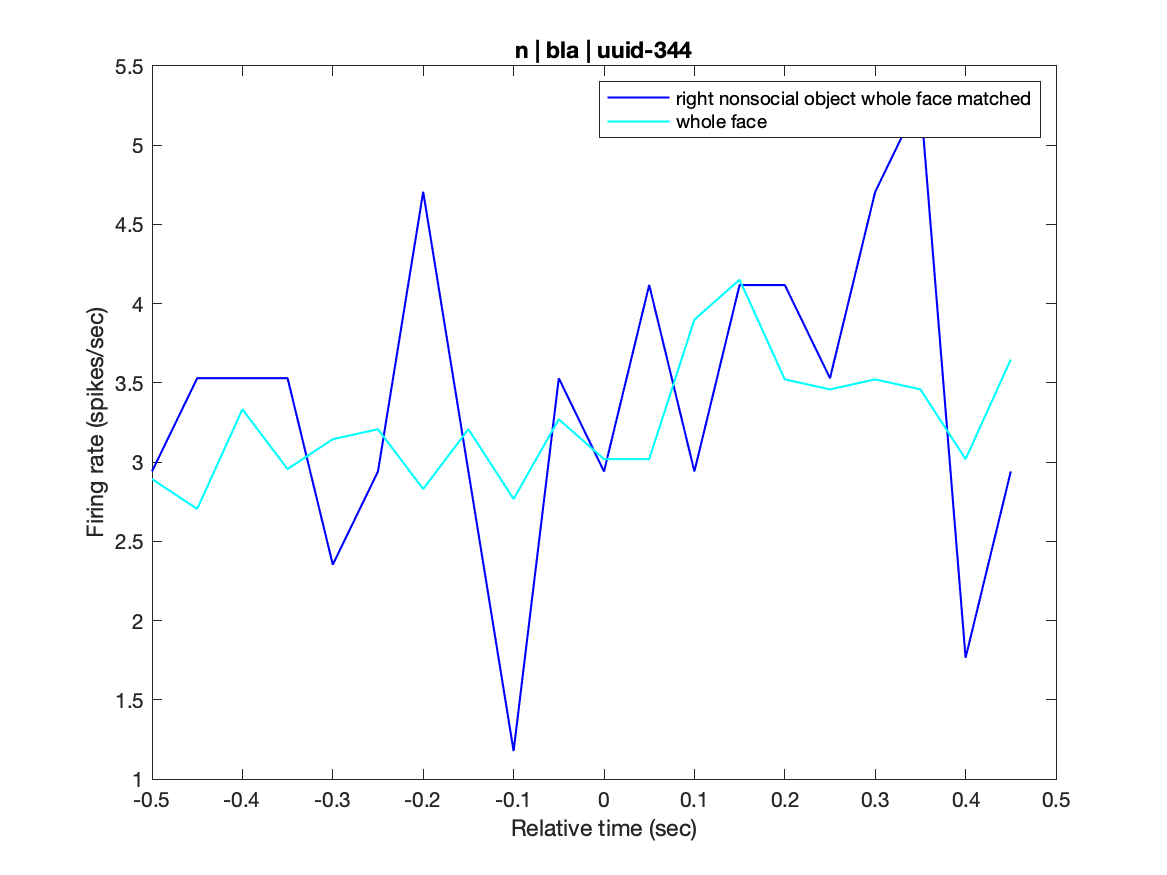 n | bla | uuid-344
right nonsocial object whole face matched
whole face
5.5
5
4.5
4
3.5
3
2.5
2
1.5
1
Firing rate (spikes/sec)
-0.5 -0.4 -0.3 -0.2 -0.1 0 0.1 0.2 0.3 0.4 0.5
Relative time (sec)